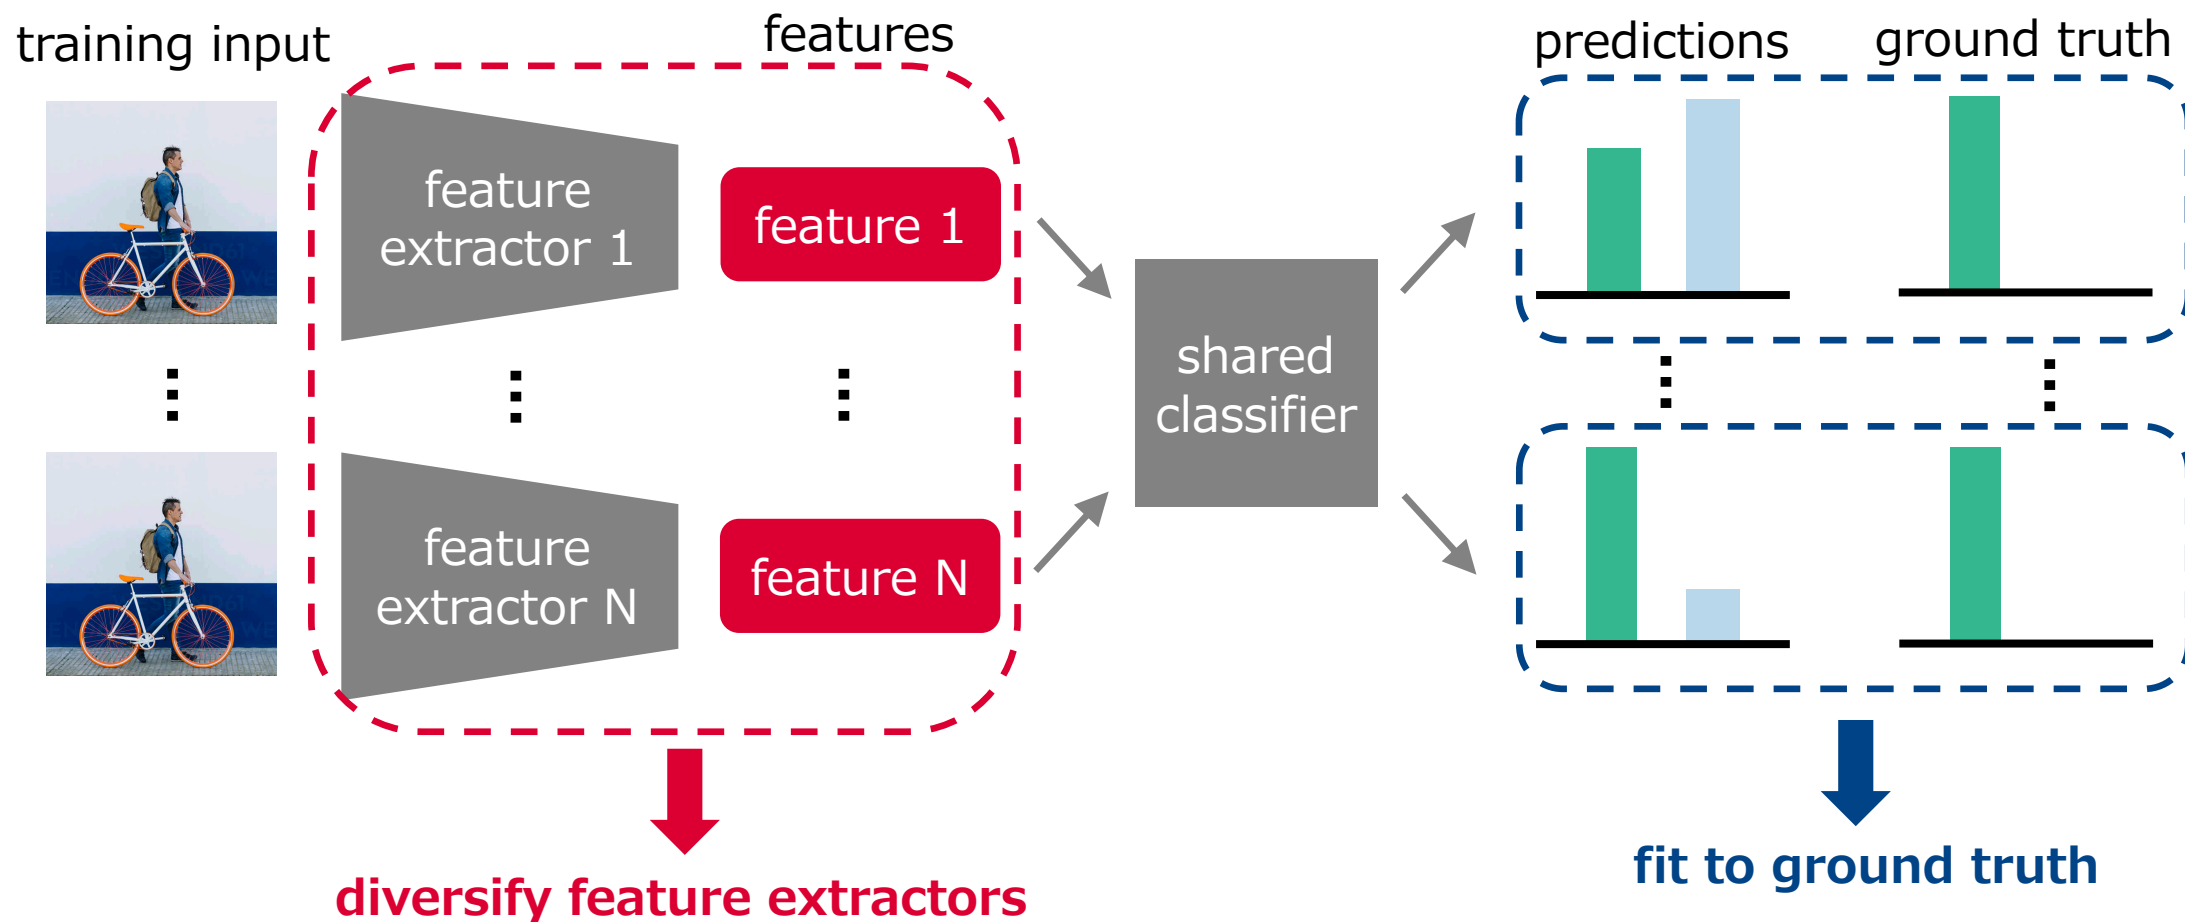 training input
features
predictions
ground truth
feature
extractor 1
feature 1
shared
classifier
feature
extractor N
feature N
diversify feature extractors
fit to ground truth